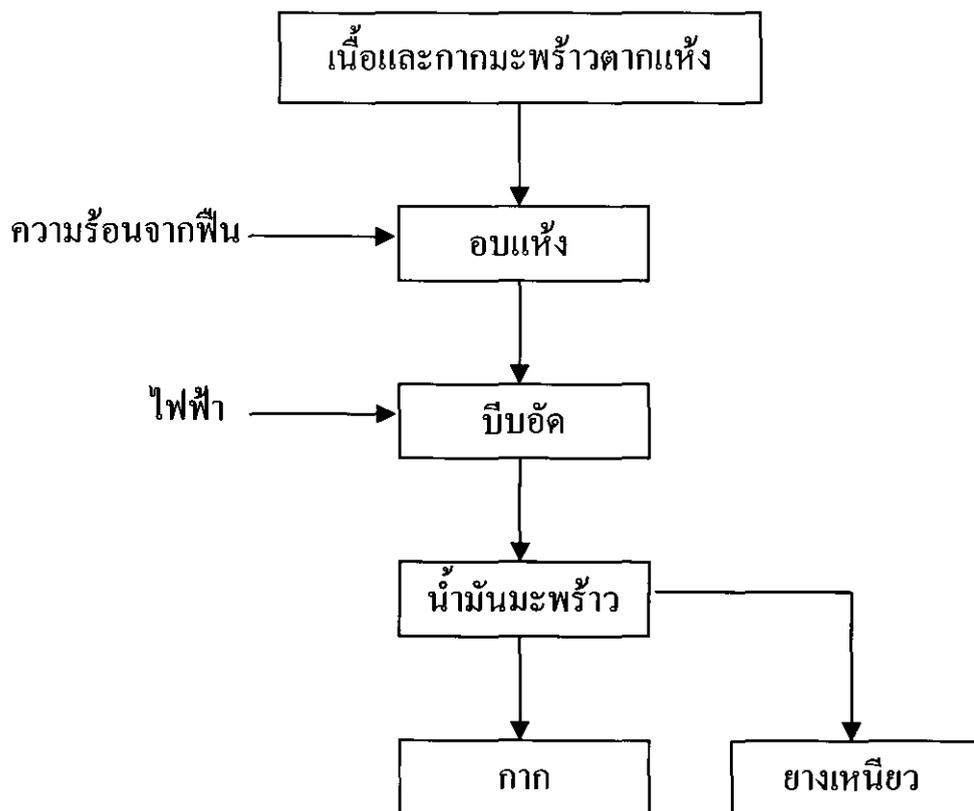 เนื้อและกากมะพร้าวตากแห้ง
ความร้อนจากฟืน
อบแห้ง
ไฟฟ้า
บีบอัด
น้ำมันมะพร้าว
กาก
ยางเหนียว